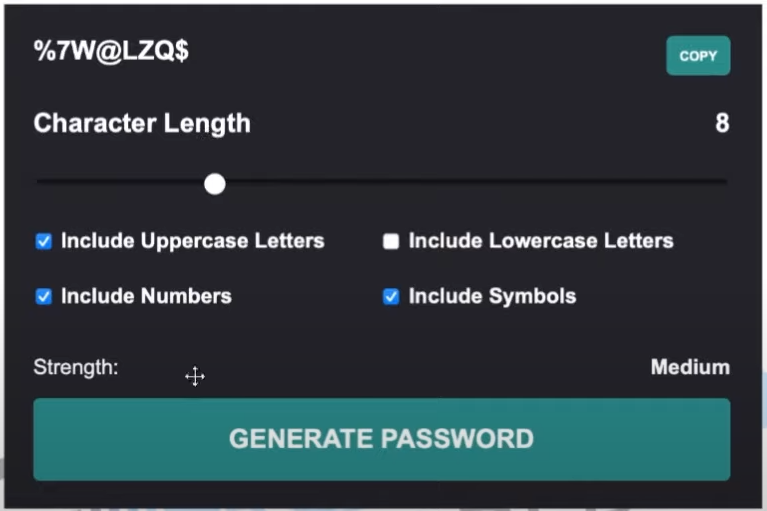 %7W@LZQ$ COPY
Character Length 8
Include Uppercase Letters Include Lowercase Letters
Include Numbers Include Symbols
Strength: Medium
GENERATE PASSWORD